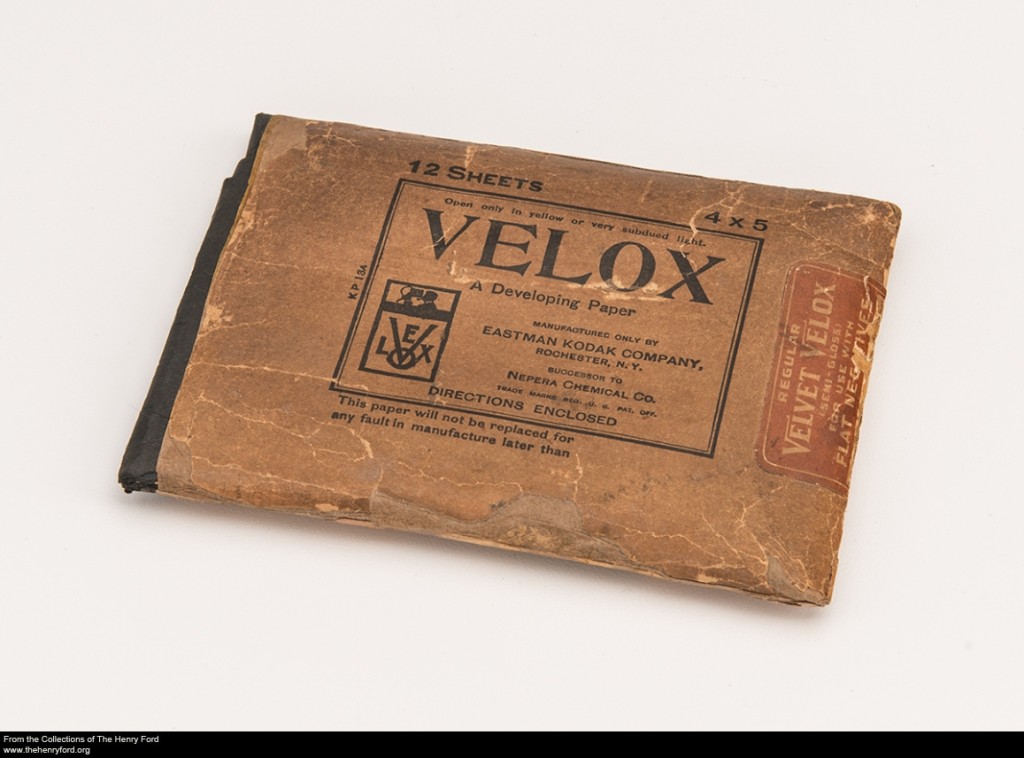 12 SHEETS
4 x 5
Open only in yellow or very subdued light.
VELOX
A Developing Paper
KP 13A
VELOX
MANUFACTURED ONLY BY
EASTMAN KODAK COMPANY,
ROCHESTER, N.Y.
SUCCESSOR TO
NEPERA CHEMICAL CO.
TRADE MARKS REG. U. S. PAT. OFF.
DIRECTIONS ENCLOSED
This paper will not be replaced for
any fault in manufacture later than
REGULAR
VELVET VELOX
(SEMI-GLOSS)
FOR USE WITH
FLAT NEGATIVES
From the Collections of The Henry Ford
www.thehenryford.org